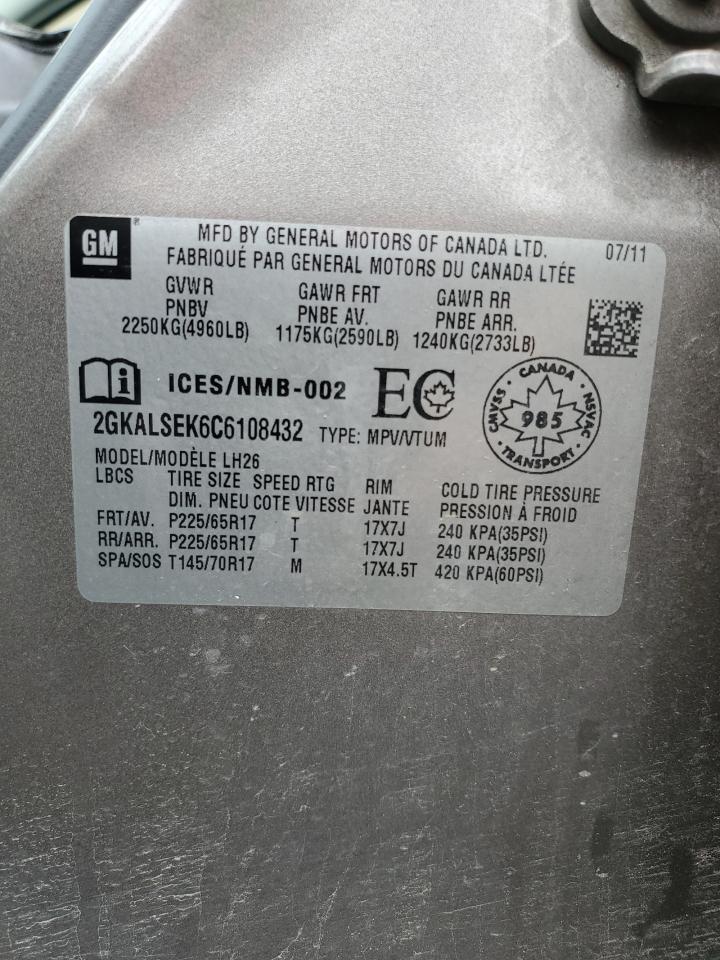 GM
MFD BY GENERAL MOTORS OF CANADA LTD. 07/11
FABRIQUÉ PAR GENERAL MOTORS DU CANADA LTÉE
GVWR GAWR FRT GAWR RR
PNBV PNBE AV. PNBE ARR.
2250KG(4960LB) 1175KG(2590LB) 1240KG(2733LB)
i ICES/NMB-002 EC
CANADA
CMVSS 985 NSVAC
TRANSPORT
2GKALSEK6C6108432 TYPE: MPV/VTUM
MODEL/MODÈLE LH26
LBCS TIRE SIZE SPEED RTG RIM COLD TIRE PRESSURE
DIM. PNEU COTE VITESSE JANTE PRESSION À FROID
FRT/AV. P225/65R17 T 17X7J 240 KPA(35PSI)
RR/ARR. P225/65R17 T 17X7J 240 KPA(35PSI)
SPA/SOS T145/70R17 M 17X4.5T 420 KPA(60PSI)